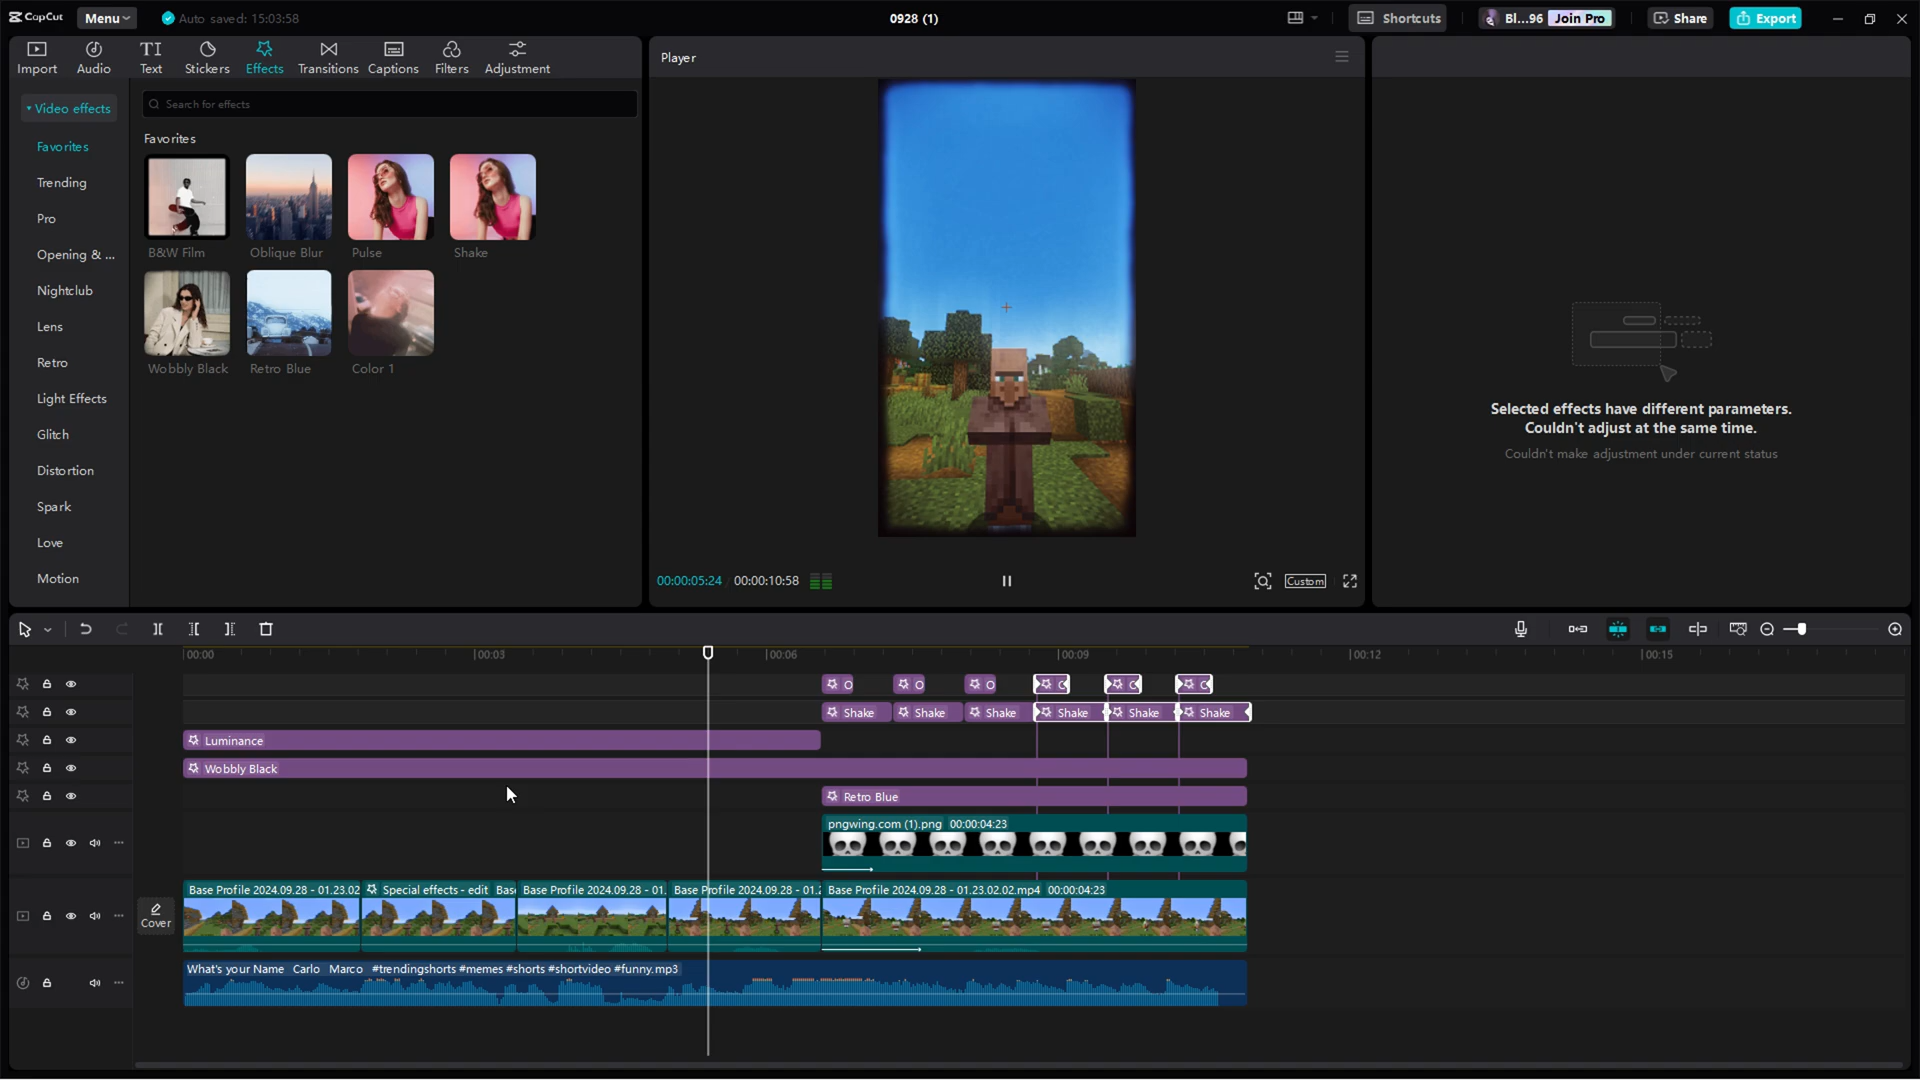 CapCut
Menu
Auto saved: 15:03:58
0928 (1)
Shortcuts
Bl...96
Join Pro
Share
Export
Import
Audio
TI
Text
Stickers
Effects
Transitions
Captions
Filters
Adjustment
Video effects
Favorites
Trending
Pro
Opening & ...
Nightclub
Lens
Retro
Light Effects
Glitch
Distortion
Spark
Love
Motion
Search for effects
Favorites
B&W Film
Oblique Blur
Pulse
Shake
Wobbly Black
Retro Blue
Color 1
Player
00:00:05:24
00:00:10:58
Custom
Selected effects have different parameters.
Couldn't adjust at the same time.
Couldn't make adjustment under current status
00:00
00:03
00:06
00:09
00:12
00:15
O
O
O
Shake
Shake
Shake
Shake
Shake
Shake
Luminance
Wobbly Black
Retro Blue
pngwing.com (1).png 00:00:04:23
Cover
Base Profile 2024.09.28 - 01.23.02
Special effects - edit Base
Base Profile 2024.09.28 - 01.
Base Profile 2024.09.28 - 01.2
Base Profile 2024.09.28 - 01.23.02.02.mp4 00:00:04:23
What's your Name Carlo Marco #trendingshorts #memes #shorts #shortvideo #funny.mp3